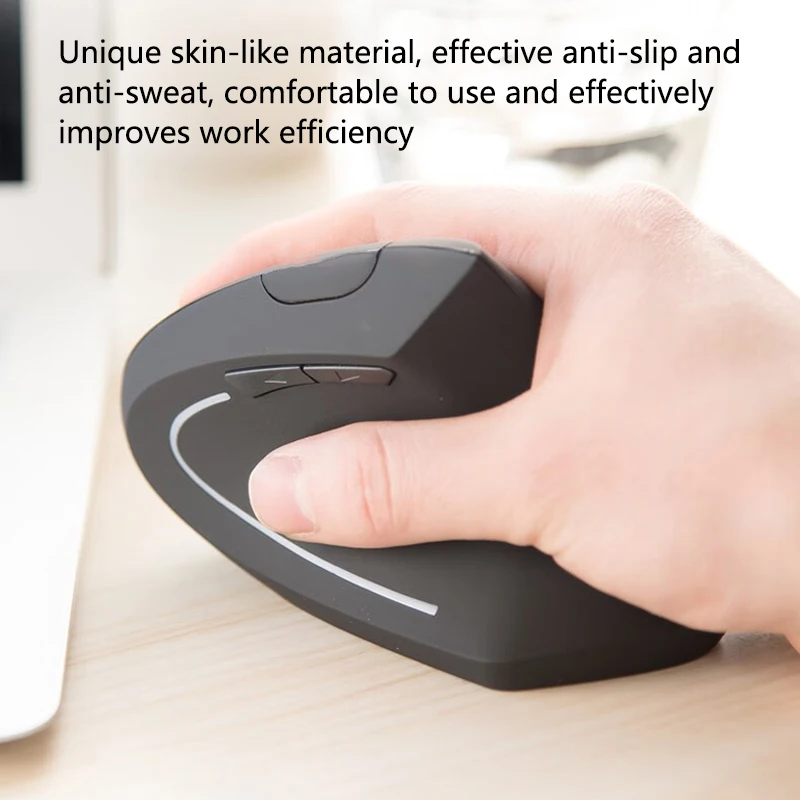 Unique skin-like material, effective anti-slip and
anti-sweat, comfortable to use and effectively
improves work efficiency